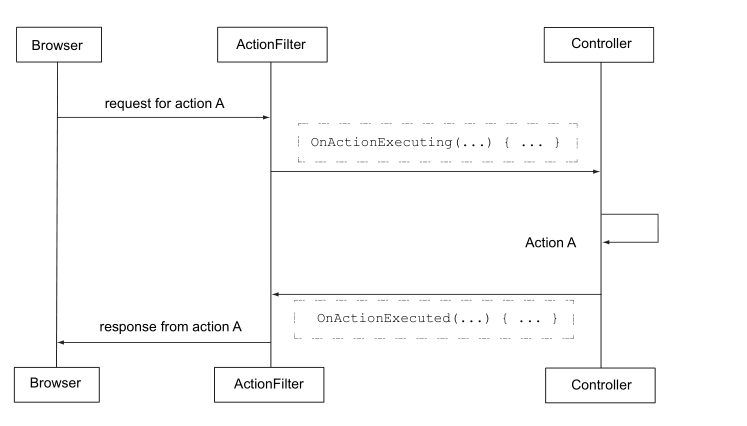 Browser
ActionFilter
Controller
request for action A
OnActionExecuting(...) { ... }
Action A
OnActionExecuted(...) { ... }
response from action A
Browser
ActionFilter
Controller